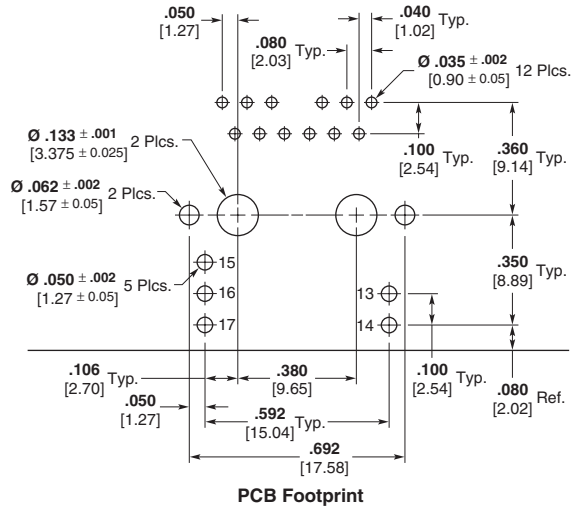 .050
[1.27]
.040 Typ.
[1.02]
.080 Typ.
[2.03]
Ø .035 ± .002 12 Plcs.
[0.90 ± 0.05]
Ø .133 ± .001 2 Plcs.
[3.375 ± 0.025]
.100 Typ.
[2.54]
.360 Typ.
[9.14]
Ø .062 ± .002 2 Plcs.
[1.57 ± 0.05]
15
Ø .050 ± .002 5 Plcs.
[1.27 ± 0.05]
16
13
.350 Typ.
[8.89]
17
14
.106 Typ.
[2.70]
.380
[9.65]
.100 Typ.
[2.54]
.080 Ref.
[2.02]
.050
[1.27]
.592 Typ.
[15.04]
.692
[17.58]
PCB Footprint